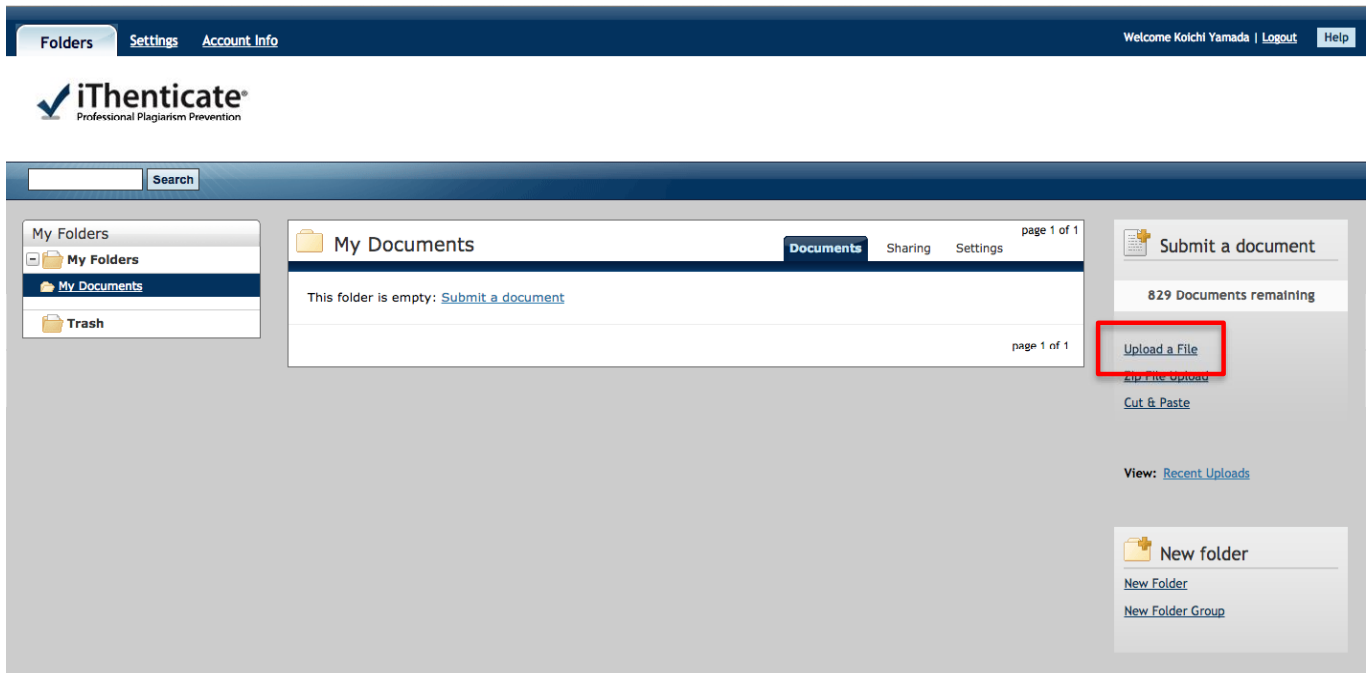 Folders Settings Account Info Welcome Koichi Yamada | Logout Help
iThenticate®
Professional Plagiarism Prevention
Search
My Folders
My Folders
My Documents
Trash
My Documents
Documents Sharing Settings
page 1 of 1
This folder is empty: Submit a document
page 1 of 1
Submit a document
829 Documents remaining
Upload a File
Zip File Upload
Cut & Paste
View: Recent Uploads
New folder
New Folder
New Folder Group